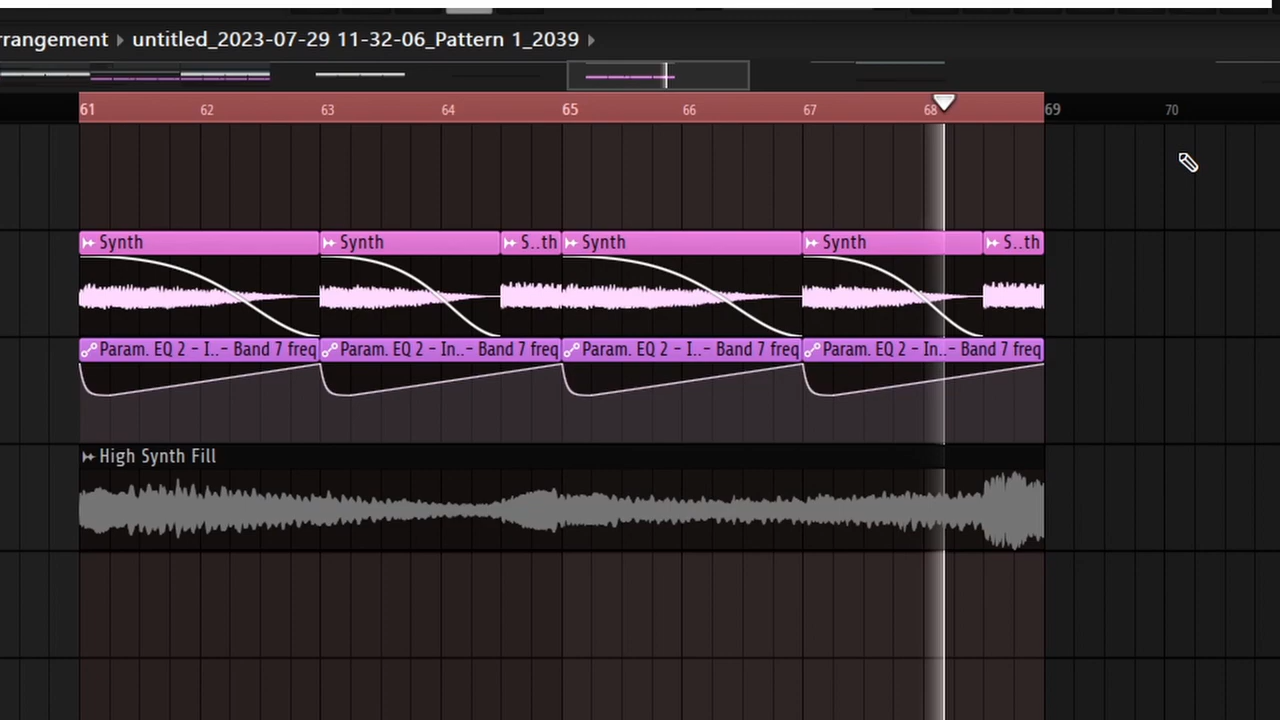 rrangement untitled_2023-07-29 11-32-06_Pattern 1_2039
61 62 63 64 65 66 67 68 69 70
Synth Synth S..th Synth Synth S..th
Param. EQ 2 - I..- Band 7 freq Param. EQ 2 - In..- Band 7 freq Param. EQ 2 - I..- Band 7 freq Param. EQ 2 - In..- Band 7 freq
High Synth Fill